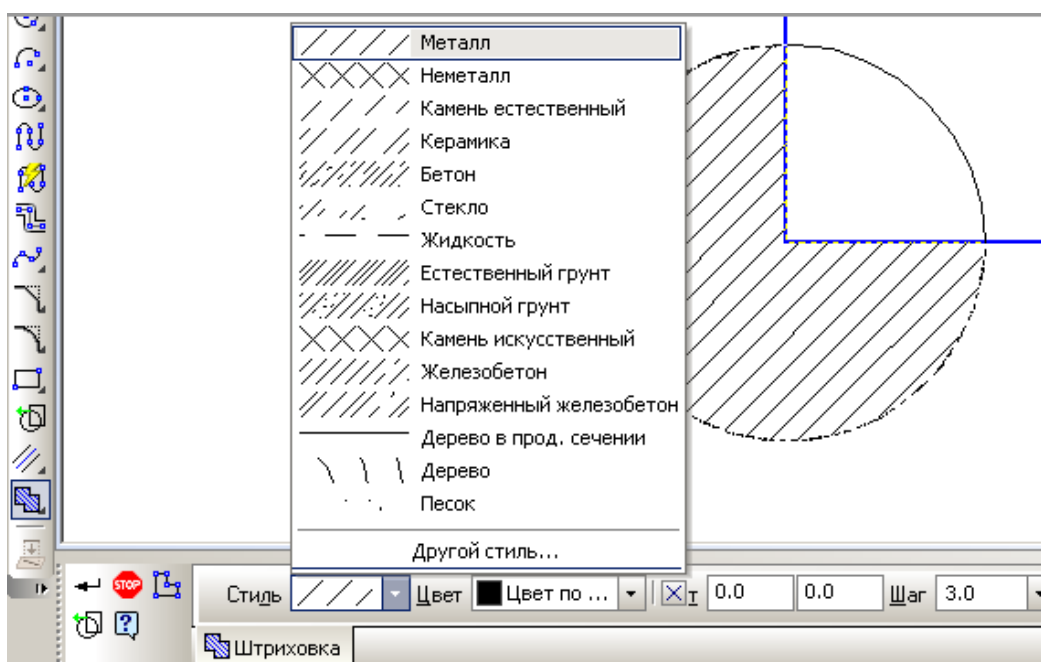 Металл
Неметалл
Камень естественный
Керамика
Бетон
Стекло
Жидкость
Естественный грунт
Насыпной грунт
Камень искусственный
Железобетон
Напряженный железобетон
Дерево в прод. сечении
Дерево
Песок
Другой стиль...
STOP
Стиль Цвет Цвет по ... т 0.0 0.0 Шаг 3.0
?
Штриховка